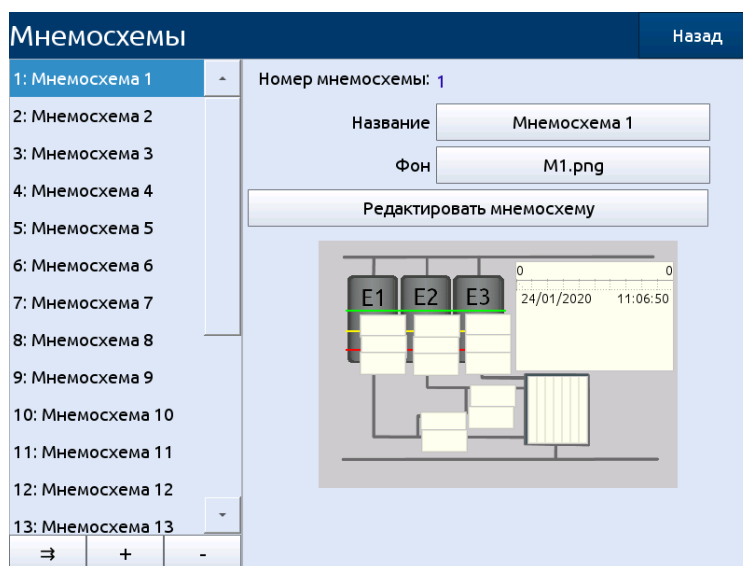 Мнемосхемы
Назад
1: Мнемосхема 1
2: Мнемосхема 2
3: Мнемосхема 3
4: Мнемосхема 4
5: Мнемосхема 5
6: Мнемосхема 6
7: Мнемосхема 7
8: Мнемосхема 8
9: Мнемосхема 9
10: Мнемосхема 10
11: Мнемосхема 11
12: Мнемосхема 12
13: Мнемосхема 13
⇉ + -
Номер мнемосхемы: 1
Название Мнемосхема 1
Фон M1.png
Редактировать мнемосхему
E1 E2 E3
0 0
24/01/2020 11:06:50